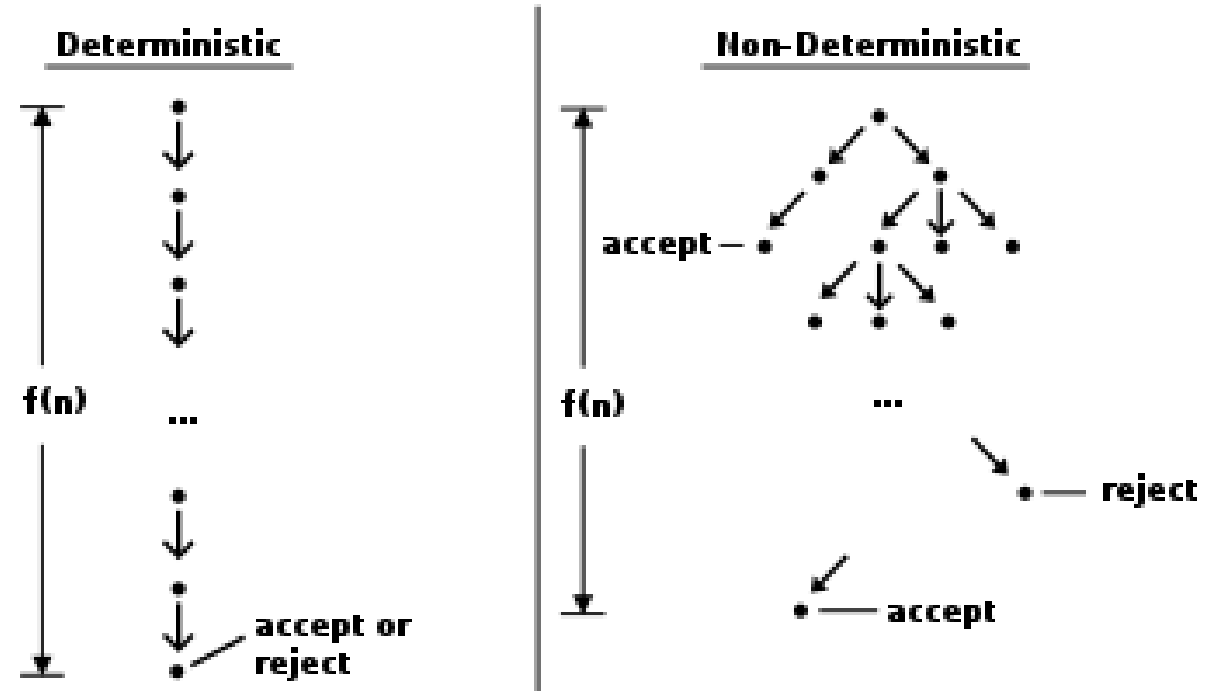 Deterministic
f(n)
...
accept or
reject
Non-Deterministic
accept
f(n)
...
reject
accept